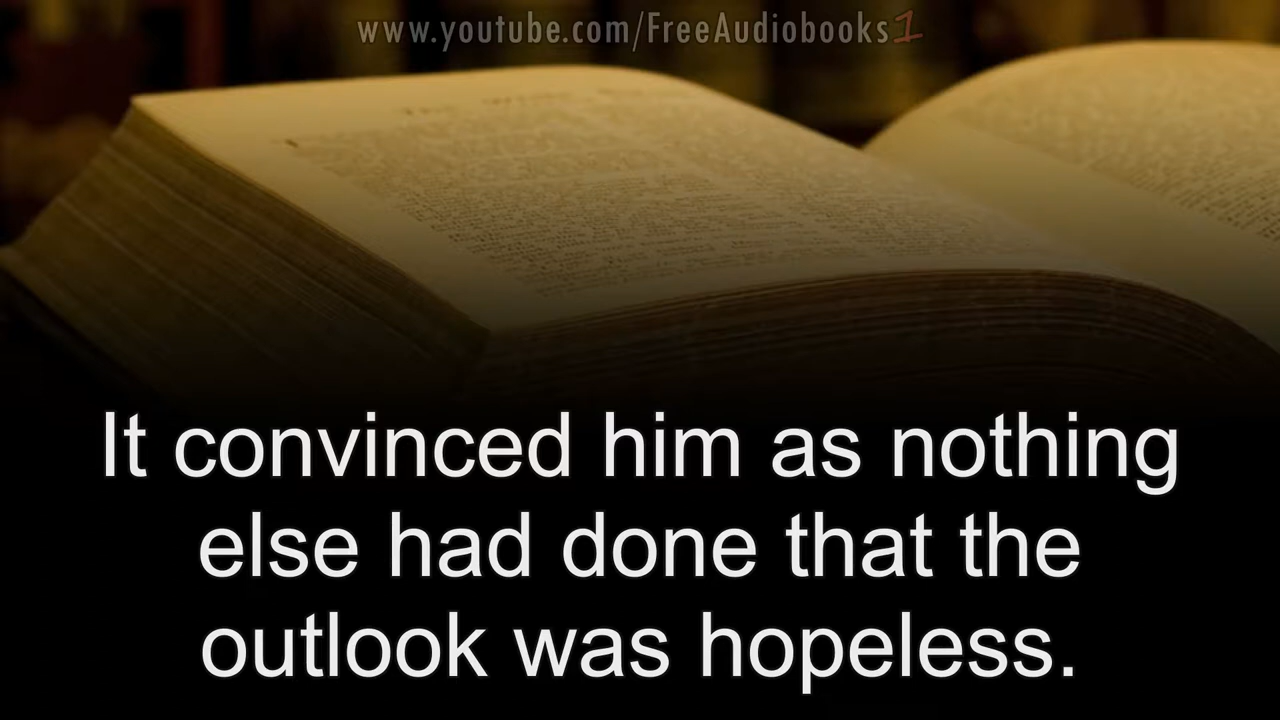 www.youtube.com/FreeAudiobooks1
It convinced him as nothing
else had done that the
outlook was hopeless.